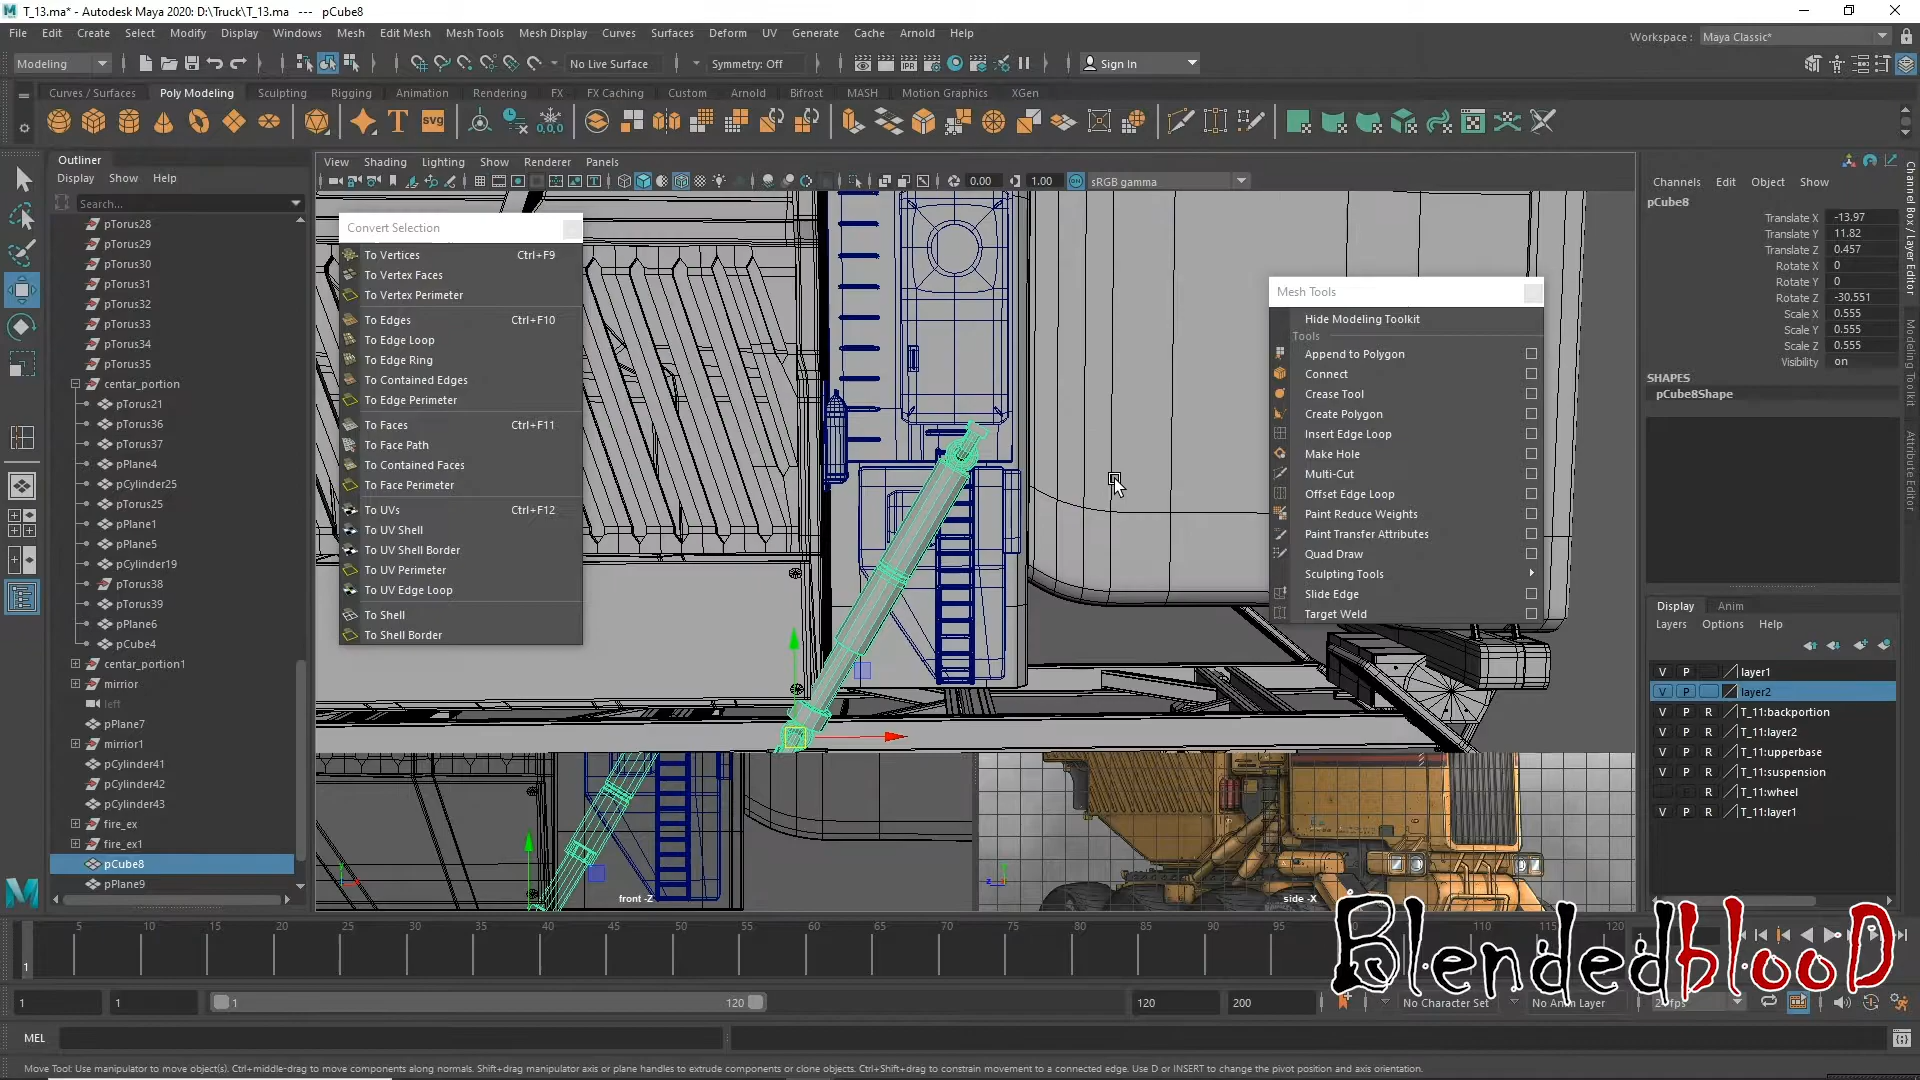 T_13.ma* - Autodesk Maya 2020: D:\Truck\T_13.ma --- pCube8
File Edit Create Select Modify Display Windows Mesh Edit Mesh Mesh Tools Mesh Display Curves Surfaces Deform UV Generate Cache Arnold Help
Workspace : Maya Classic*
Modeling No Live Surface Symmetry: Off Sign In
Curves / Surfaces Poly Modeling Sculpting Rigging Animation Rendering FX FX Caching Custom Arnold Bifrost MASH Motion Graphics XGen
Outliner
Display Show Help
Search...
pTorus28
pTorus29
pTorus30
pTorus31
pTorus32
pTorus33
pTorus34
pTorus35
centar_portion
pTorus21
pTorus36
pTorus37
pPlane4
pCylinder25
pTorus25
pPlane1
pPlane5
pCylinder19
pTorus38
pTorus39
pPlane6
pCube4
centar_portion1
mirrior
left
pPlane7
mirrior1
pCylinder41
pCylinder42
pCylinder43
fire_ex
fire_ex1
pCube8
pPlane9
View Shading Lighting Show Renderer Panels
0.00 1.00 sRGB gamma
Convert Selection
To Vertices Ctrl+F9
To Vertex Faces
To Vertex Perimeter
To Edges Ctrl+F10
To Edge Loop
To Edge Ring
To Contained Edges
To Edge Perimeter
To Faces Ctrl+F11
To Face Path
To Contained Faces
To Face Perimeter
To UVs Ctrl+F12
To UV Shell
To UV Shell Border
To UV Perimeter
To UV Edge Loop
To Shell
To Shell Border
Mesh Tools
Hide Modeling Toolkit
Tools
Append to Polygon
Connect
Crease Tool
Create Polygon
Insert Edge Loop
Make Hole
Multi-Cut
Offset Edge Loop
Paint Reduce Weights
Paint Transfer Attributes
Quad Draw
Sculpting Tools
Slide Edge
Target Weld
front -Z
side -X
Channels Edit Object Show
pCube8
Translate X -13.97
Translate Y 11.82
Translate Z 0.457
Rotate X 0
Rotate Y 0
Rotate Z -30.551
Scale X 0.555
Scale Y 0.555
Scale Z 0.555
Visibility on
SHAPES
pCube8Shape
Channel Box / Layer Editor
Modeling Toolkit
Attribute Editor
Display Anim
Layers Options Help
V P layer1
V P layer2
V P R T_11:backportion
V P R T_11:layer2
V P R T_11:upperbase
V P R T_11:suspension
R T_11:wheel
V P R T_11:layer1
5 10 15 20 25 30 35 40 45 50 55 60 65 70 75 80 85 90 95 100 115 120
1
BlendedblooD
1 1 1 120 120 200 No Character Set No Anim Layer
MEL
Move Tool: Use manipulator to move object(s). Ctrl+middle-drag to move components along normals. Shift+drag manipulator axis or plane handles to extrude components or clone objects. Ctrl+Shift+drag to constrain movement to a connected edge. Use D or INSERT to change the pivot position and axis orientation.